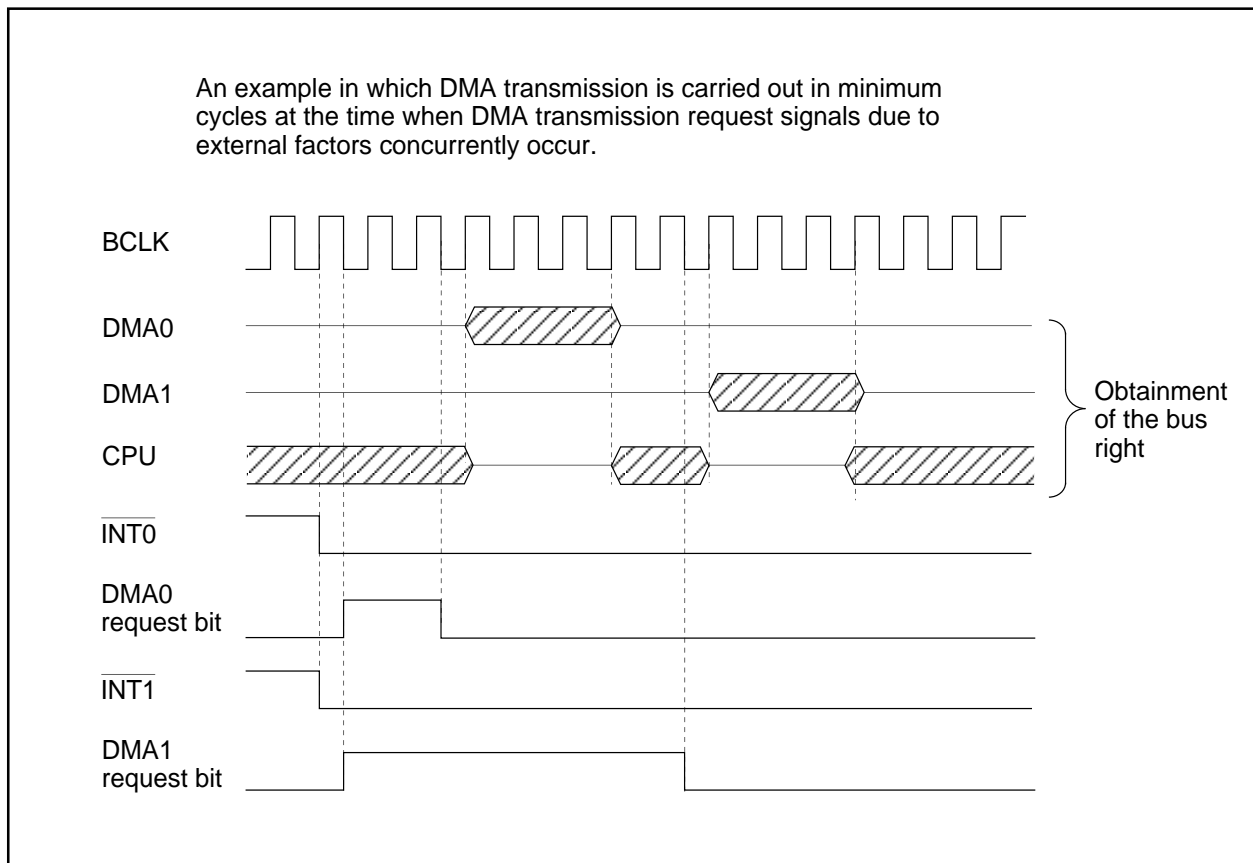 An example in which DMA transmission is carried out in minimum
cycles at the time when DMA transmission request signals due to
external factors concurrently occur.
BCLK
DMA0
DMA1
CPU
Obtainment
of the bus
right
INT0
DMA0
request bit
INT1
DMA1
request bit